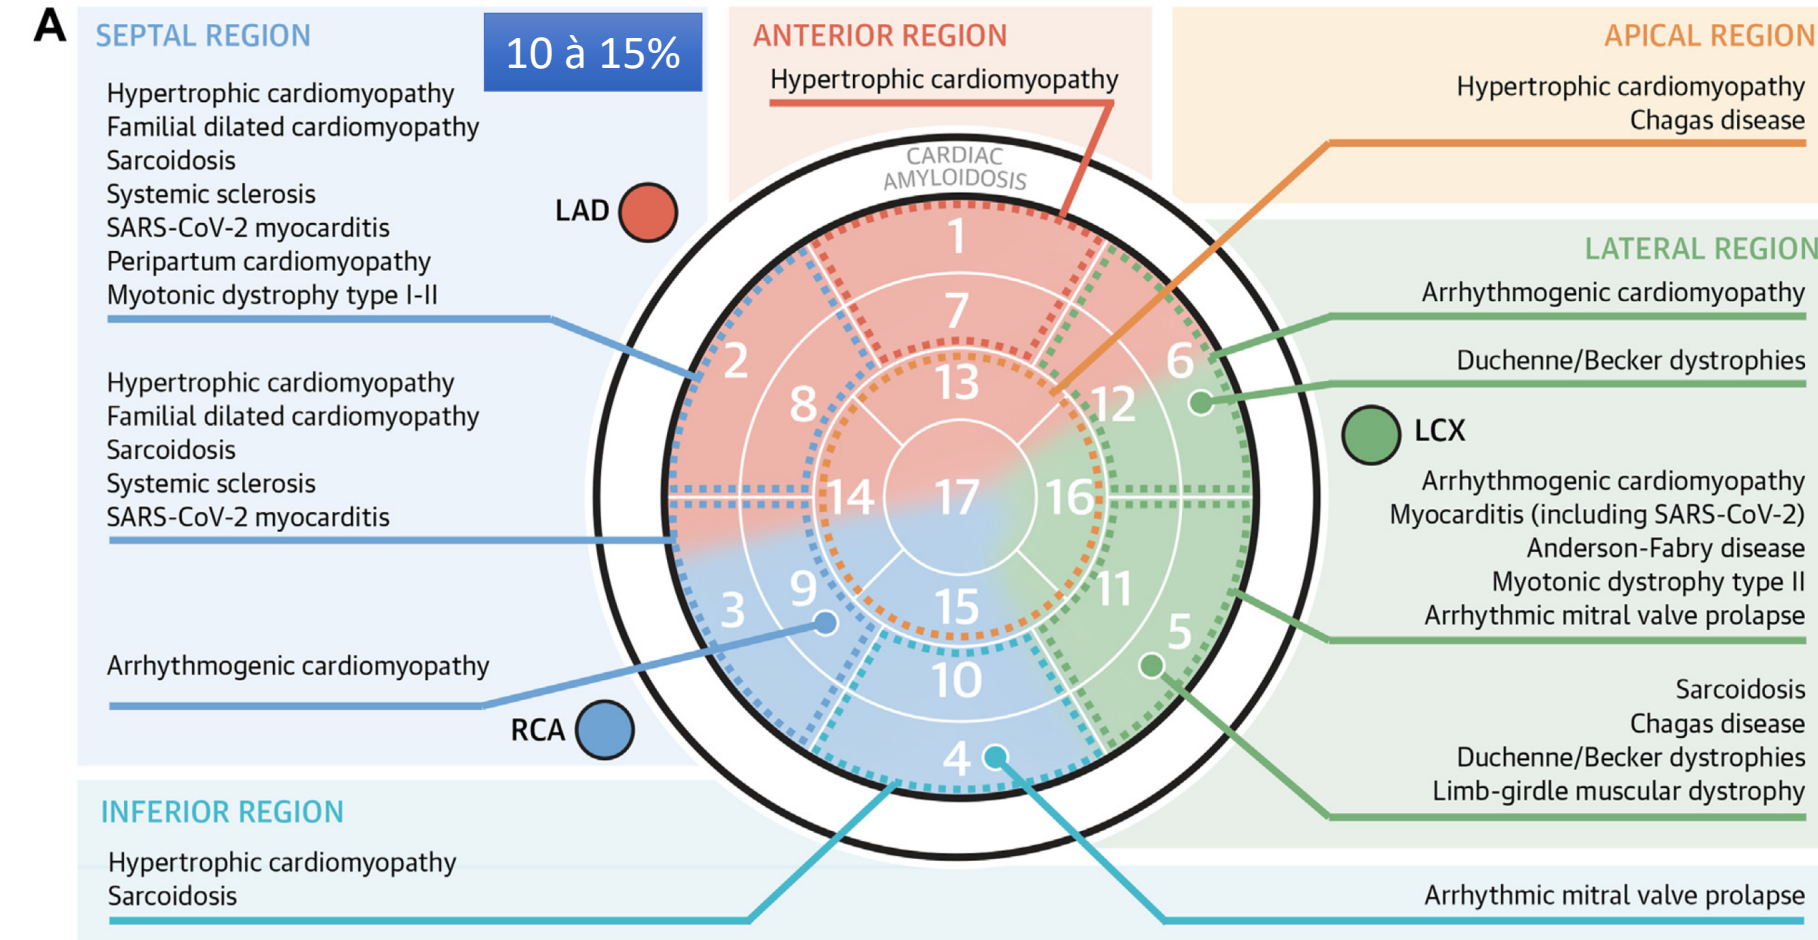 A
SEPTAL REGION
10 à 15%
Hypertrophic cardiomyopathy
Familial dilated cardiomyopathy
Sarcoidosis
Systemic sclerosis
SARS-CoV-2 myocarditis
Peripartum cardiomyopathy
Myotonic dystrophy type I-II
LAD
Hypertrophic cardiomyopathy
Familial dilated cardiomyopathy
Sarcoidosis
Systemic sclerosis
SARS-CoV-2 myocarditis
Arrhythmogenic cardiomyopathy
RCA
ANTERIOR REGION
Hypertrophic cardiomyopathy
CARDIAC
AMYLOIDOSIS
1
7
2
8
13
12
6
14
17
16
3
9
15
11
5
10
4
APICAL REGION
Hypertrophic cardiomyopathy
Chagas disease
LATERAL REGION
Arrhythmogenic cardiomyopathy
Duchenne/Becker dystrophies
LCX
Arrhythmogenic cardiomyopathy
Myocarditis (including SARS-CoV-2)
Anderson-Fabry disease
Myotonic dystrophy type II
Arrhythmic mitral valve prolapse
Sarcoidosis
Chagas disease
Duchenne/Becker dystrophies
Limb-girdle muscular dystrophy
INFERIOR REGION
Hypertrophic cardiomyopathy
Sarcoidosis
Arrhythmic mitral valve prolapse